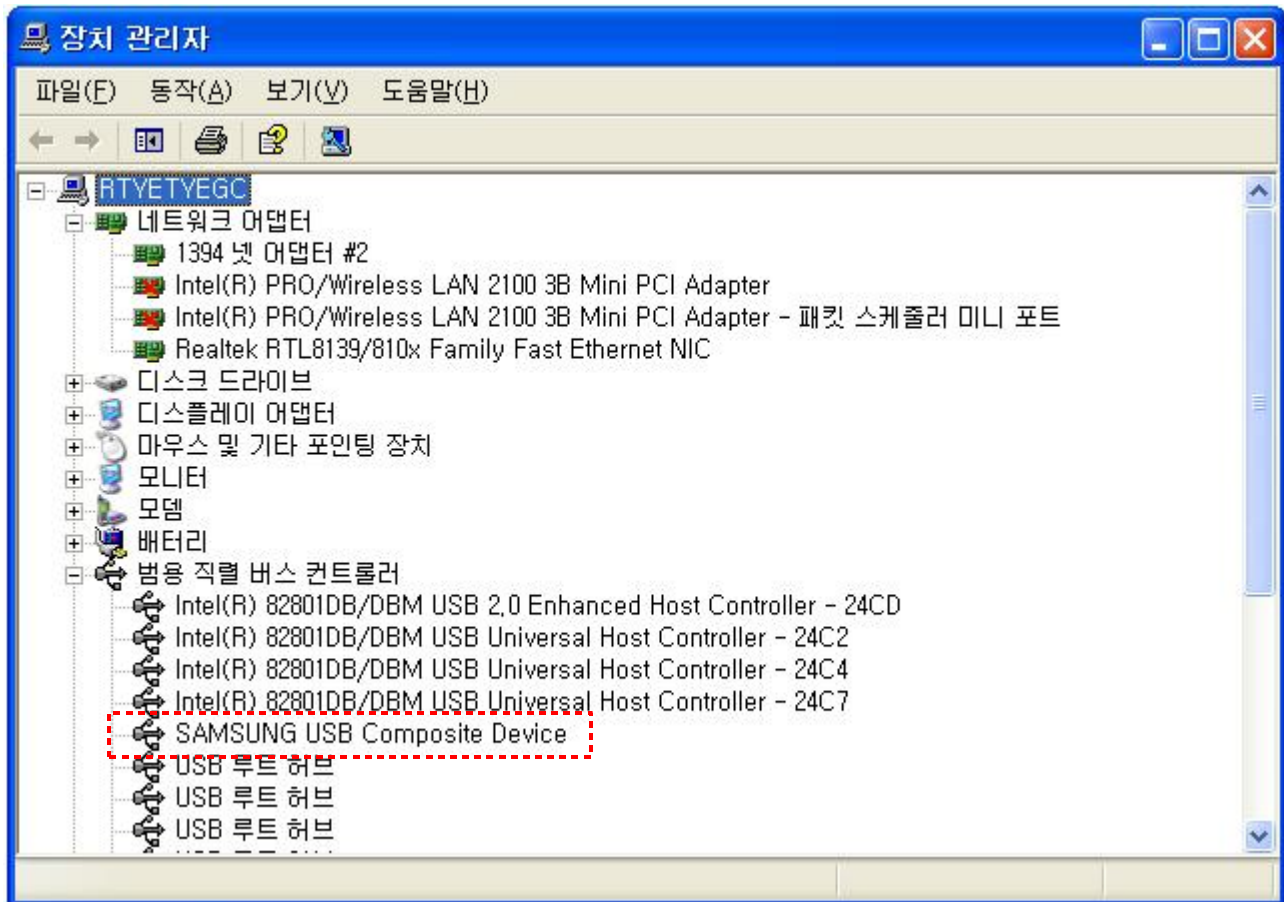 장치 관리자
파일(F) 동작(A) 보기(V) 도움말(H)
RTYETYEGC
네트워크 어댑터
1394 넷 어댑터 #2
Intel(R) PRO/Wireless LAN 2100 3B Mini PCI Adapter
Intel(R) PRO/Wireless LAN 2100 3B Mini PCI Adapter - 패킷 스케줄러 미니 포트
Realtek RTL8139/810x Family Fast Ethernet NIC
디스크 드라이브
디스플레이 어댑터
마우스 및 기타 포인팅 장치
모니터
모뎀
배터리
범용 직렬 버스 컨트롤러
Intel(R) 82801DB/DBM USB 2.0 Enhanced Host Controller - 24CD
Intel(R) 82801DB/DBM USB Universal Host Controller - 24C2
Intel(R) 82801DB/DBM USB Universal Host Controller - 24C4
Intel(R) 82801DB/DBM USB Universal Host Controller - 24C7
SAMSUNG USB Composite Device
USB 루트 허브
USB 루트 허브
USB 루트 허브